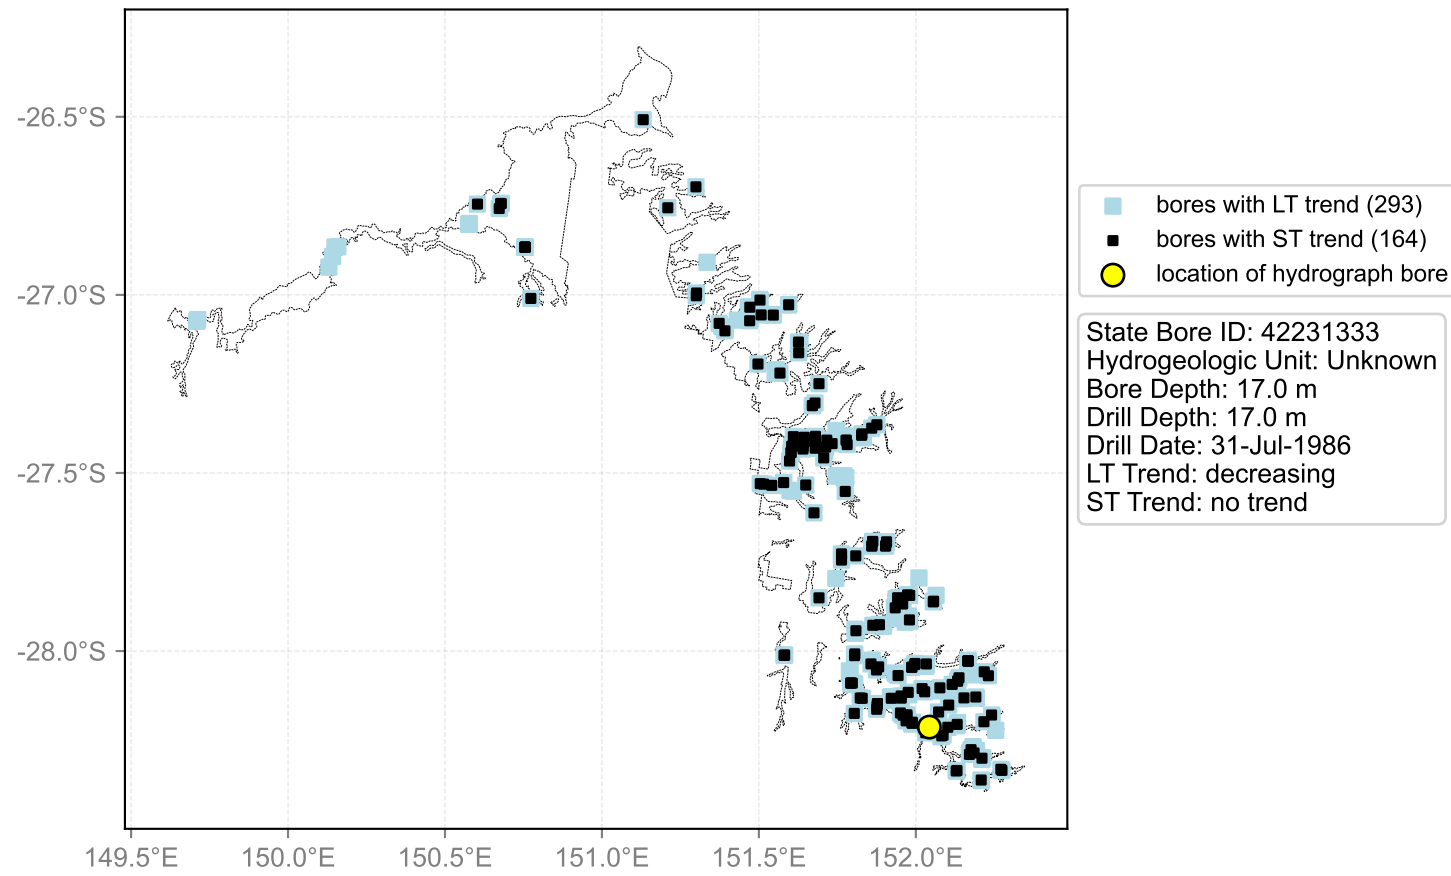 -26.5°S
-27.0°S
-27.5°S
-28.0°S
149.5°E
150.0°E
150.5°E
151.0°E
151.5°E
152.0°E
bores with LT trend (293)
bores with ST trend (164)
location of hydrograph bore
State Bore ID: 42231333
Hydrogeologic Unit: Unknown
Bore Depth: 17.0 m
Drill Depth: 17.0 m
Drill Date: 31-Jul-1986
LT Trend: decreasing
ST Trend: no trend